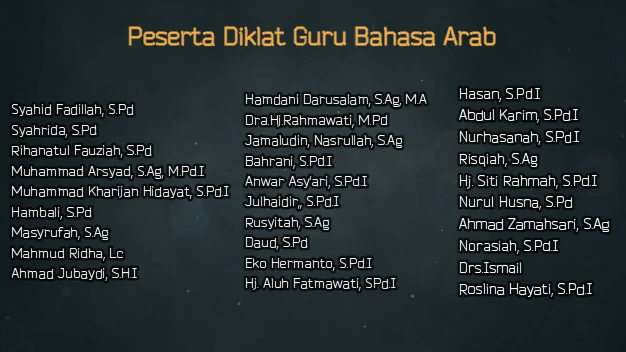 Peserta Diklat Guru Bahasa Arab
Syahid Fadillah, S.Pd
Syahrida, S.Pd
Rihanatul Fauziah, S.Pd
Muhammad Arsyad, S.Ag, M.Pd.I
Muhammad Kharijan Hidayat, S.Pd.I
Hambali, S.Pd
Masyrufah, S.Ag
Mahmud Ridha, Lc
Ahmad Jubaydi, S.H.I
Hamdani Darusalam, S.Ag, M.A
Dra.Hj.Rahmawati, M.Pd
Jamaludin, Nasrullah, S.Ag
Bahrani, S.Pd.I
Anwar Asy'ari, S.Pd.I
Julhaidir,, S.Pd.I
Rusyitah, S.Ag
Daud, S.Pd
Eko Hermanto, S.Pd.I
Hj. Aluh Fatmawati, SPd.I
Hasan, S.Pd.I
Abdul Karim, S.Pd.I
Nurhasanah, S.Pd.I
Risqiah, S.Ag
Hj. Siti Rahmah, S.Pd.I
Nurul Husna, S.Pd
Ahmad Zamahsari, S.Ag
Norasiah, S.Pd.I
Drs.Ismail
Roslina Hayati, S.Pd.I